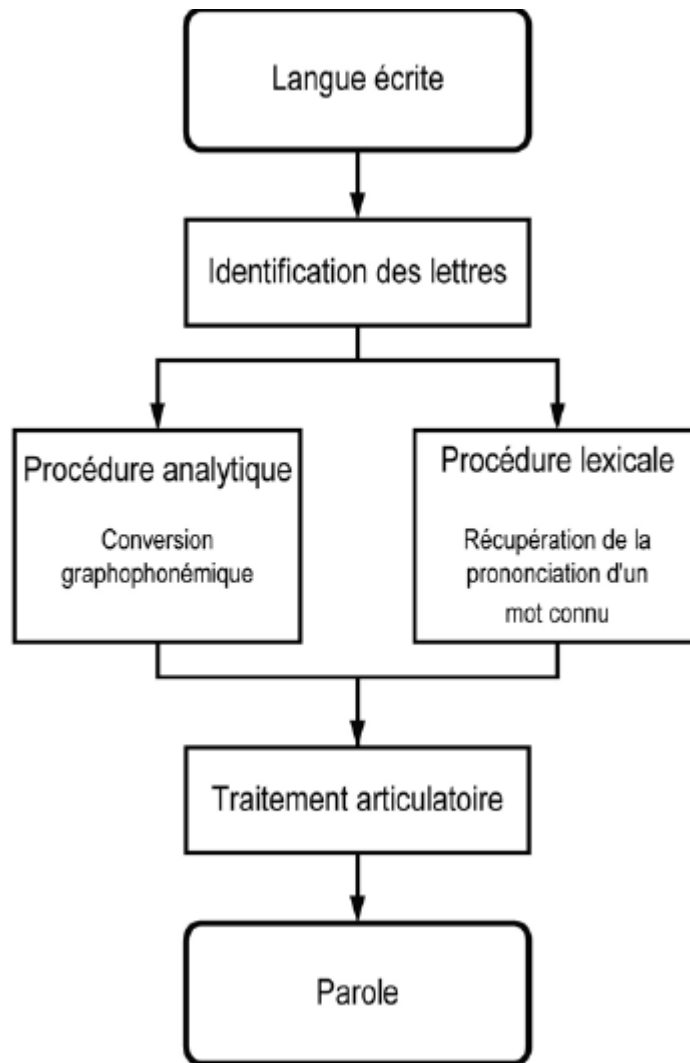 Langue écrite
Identification des lettres
Procédure analytique
Conversion
graphophonémique
Procédure lexicale
Récupération de la
prononciation d'un
mot connu
Traitement articulatoire
Parole